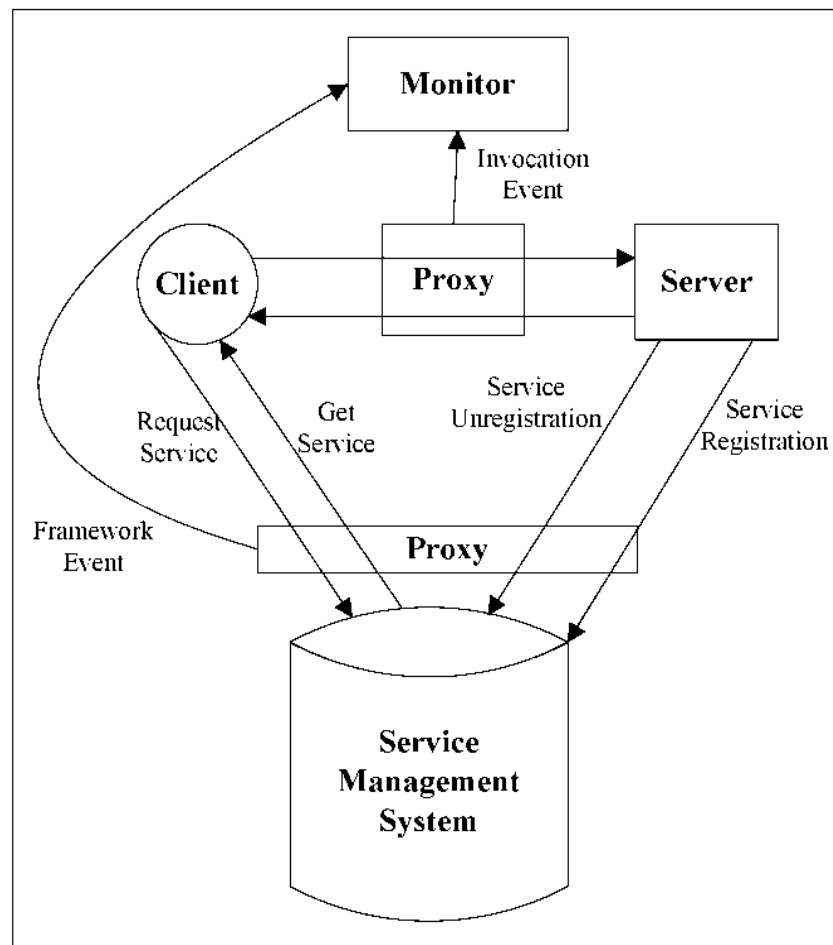 Monitor
Invocation
Event
Client
Proxy
Server
Request
Service
Get
Service
Service
Unregistration
Service
Registration
Framework
Event
Proxy
Service
Management
System